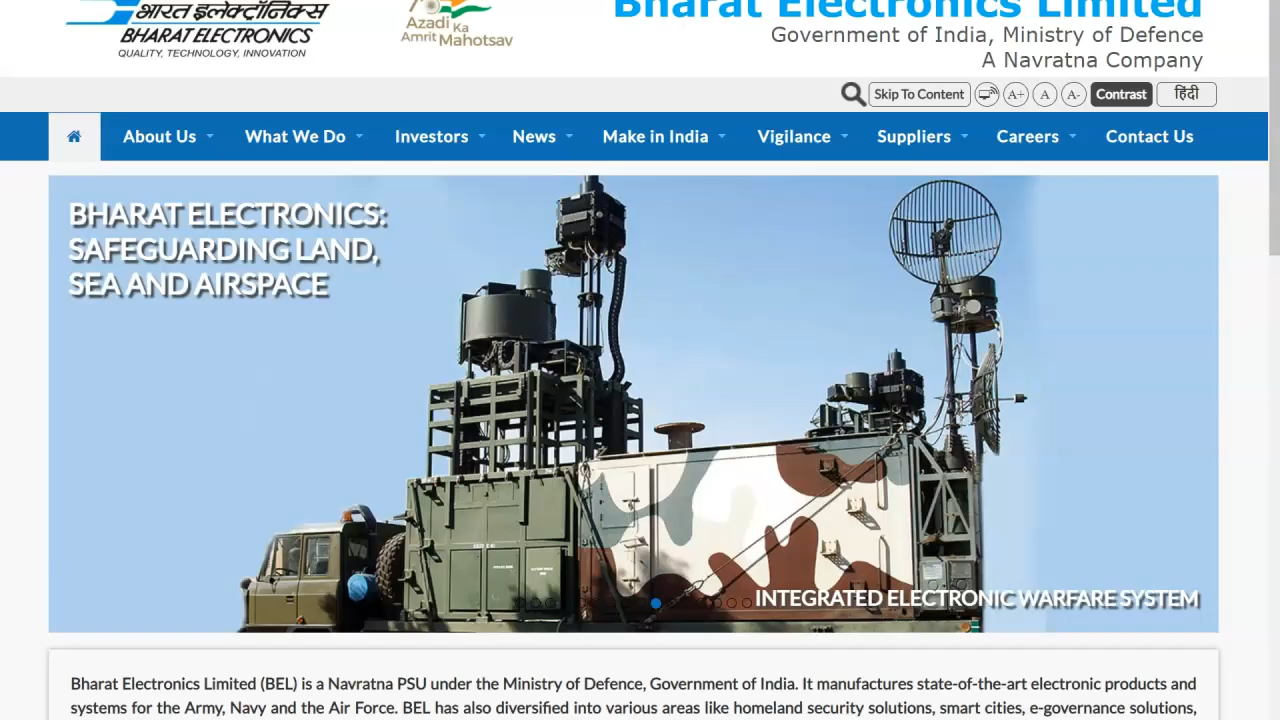 भारत इलेक्ट्रॉनिक्स
BHARAT ELECTRONICS
QUALITY, TECHNOLOGY, INNOVATION
Azadi Ka
Amrit Mahotsav
Bharat Electronics Limited
Government of India, Ministry of Defence
A Navratna Company
Skip To Content A+ A A- Contrast हिंदी
About Us What We Do Investors News Make in India Vigilance Suppliers Careers Contact Us
BHARAT ELECTRONICS:
SAFEGUARDING LAND,
SEA AND AIRSPACE
INTEGRATED ELECTRONIC WARFARE SYSTEM
Bharat Electronics Limited (BEL) is a Navratna PSU under the Ministry of Defence, Government of India. It manufactures state-of-the-art electronic products and
systems for the Army, Navy and the Air Force. BEL has also diversified into various areas like homeland security solutions, smart cities, e-governance solutions,